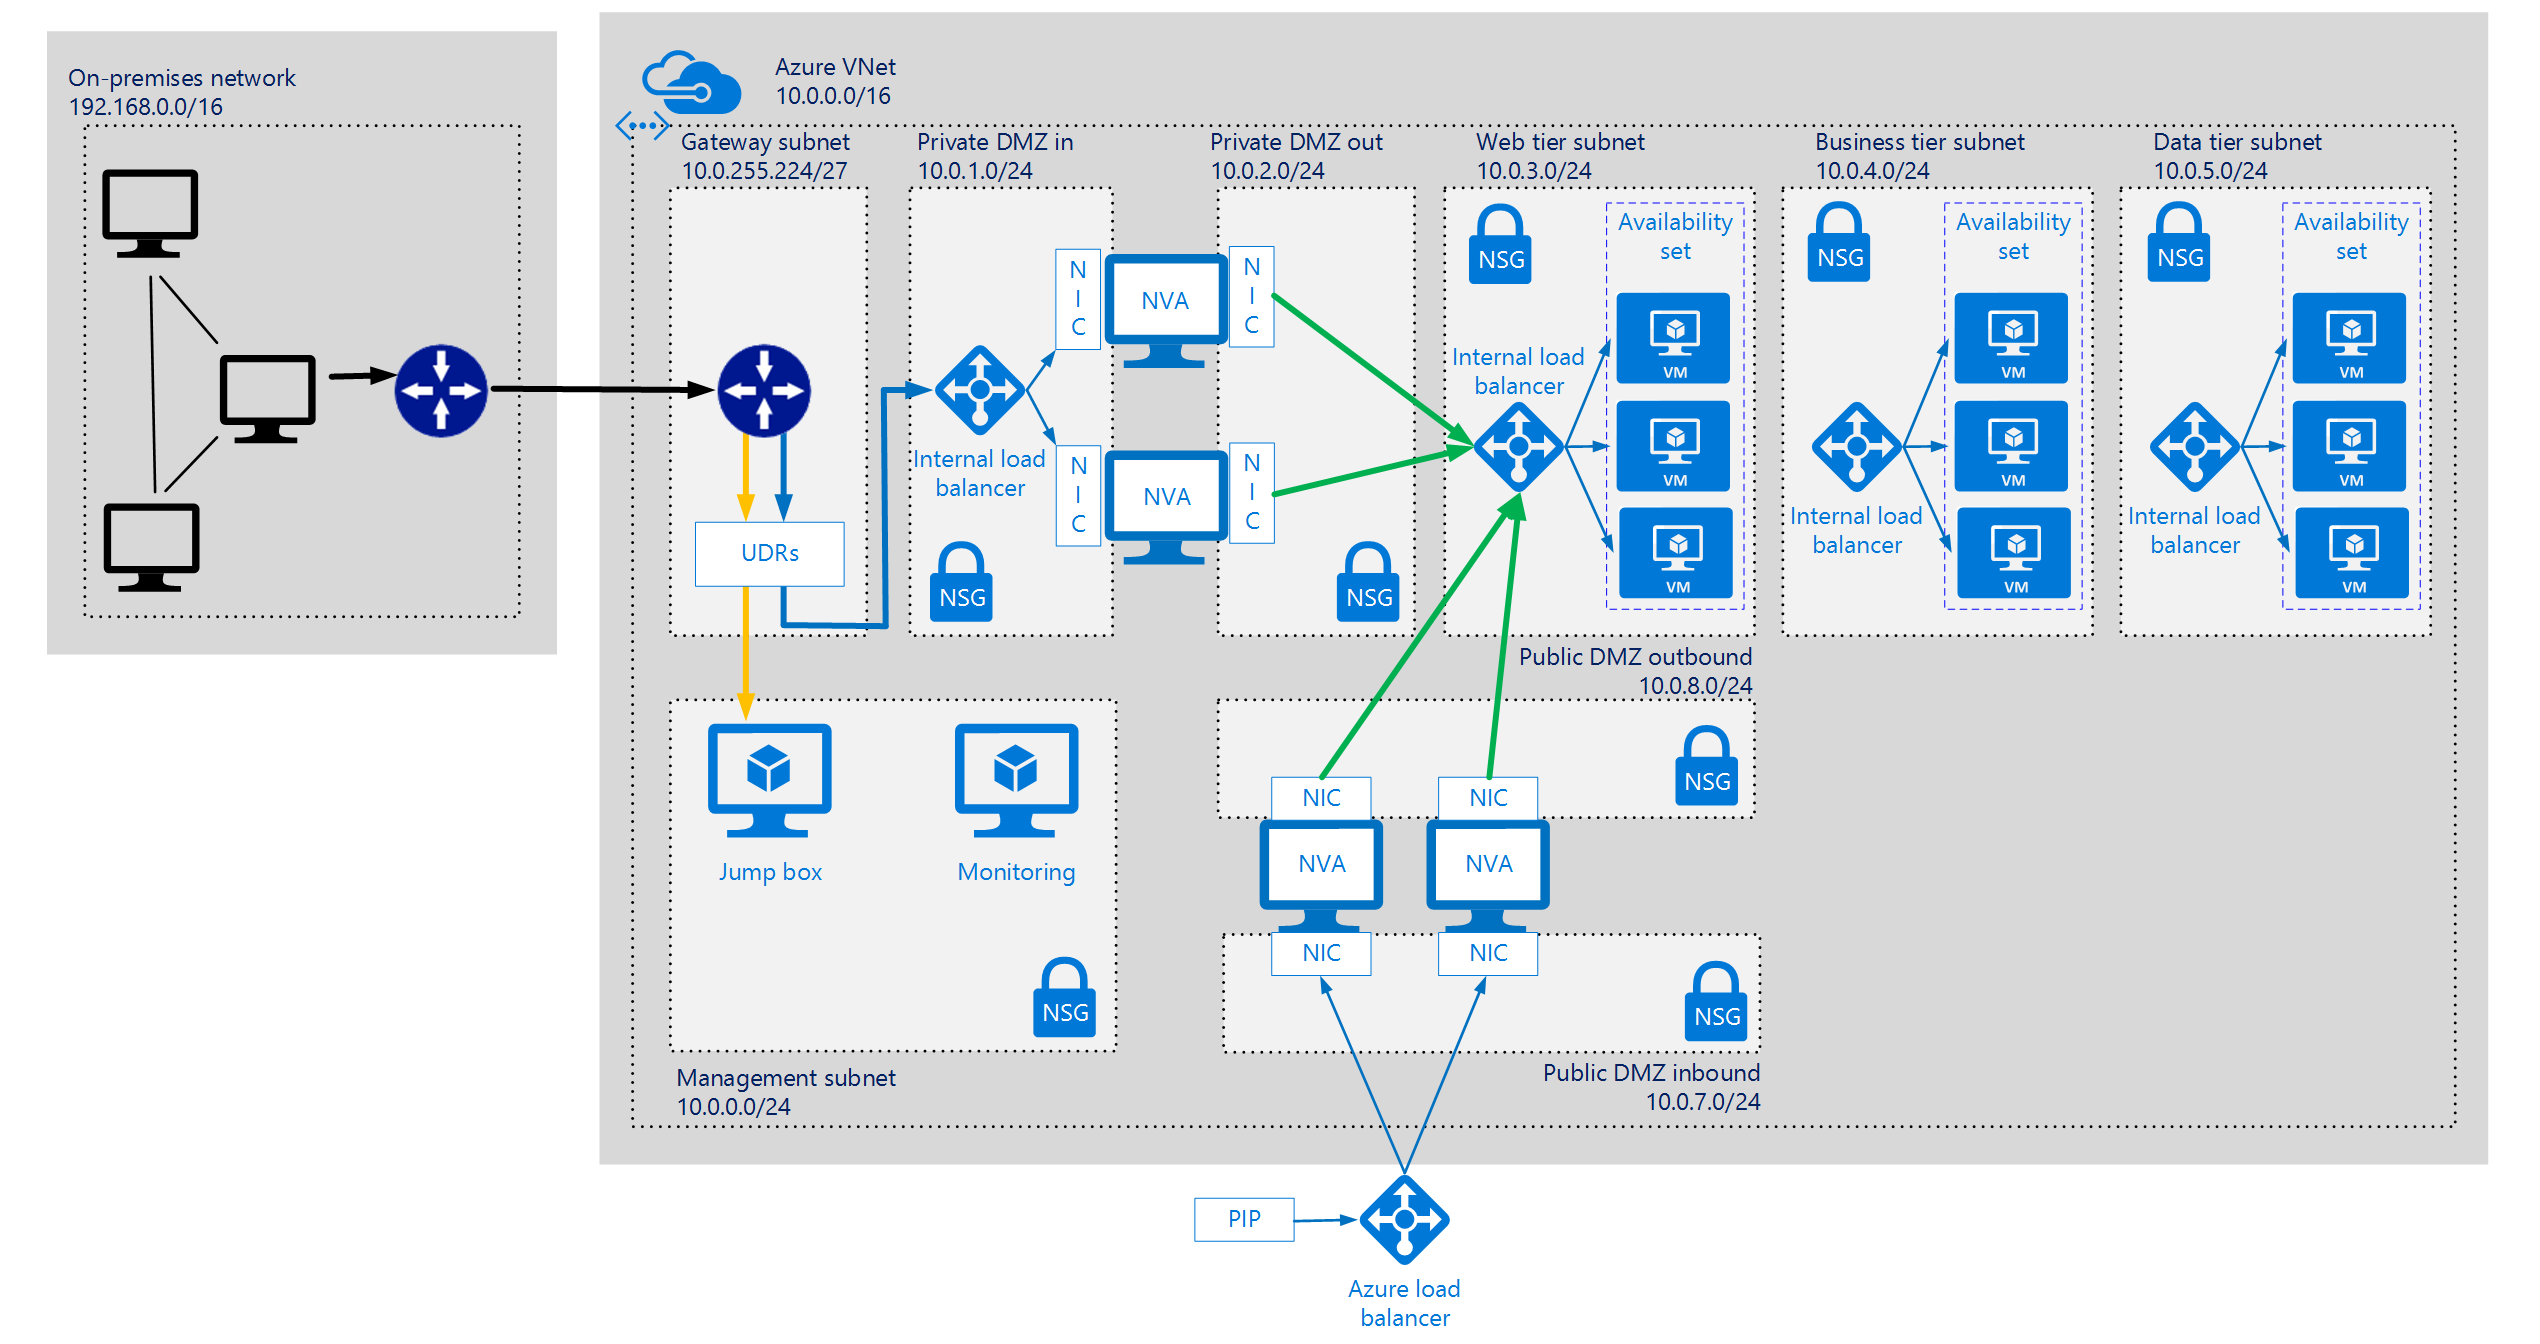 On-premises network
192.168.0.0/16
Azure VNet
10.0.0.0/16
Gateway subnet
10.0.255.224/27
UDRs
Private DMZ in
10.0.1.0/24
Internal load
balancer
NSG
NIC
NIC
NVA
NVA
Private DMZ out
10.0.2.0/24
NIC
NIC
NSG
Web tier subnet
10.0.3.0/24
NSG
Internal load
balancer
Availability
set
VM
VM
VM
Business tier subnet
10.0.4.0/24
NSG
Internal load
balancer
Availability
set
VM
VM
VM
Data tier subnet
10.0.5.0/24
NSG
Internal load
balancer
Availability
set
VM
VM
VM
Jump box
Monitoring
NSG
Management subnet
10.0.0.0/24
Public DMZ outbound
10.0.8.0/24
NSG
NIC
NIC
NVA
NVA
NIC
NIC
NSG
Public DMZ inbound
10.0.7.0/24
PIP
Azure load
balancer